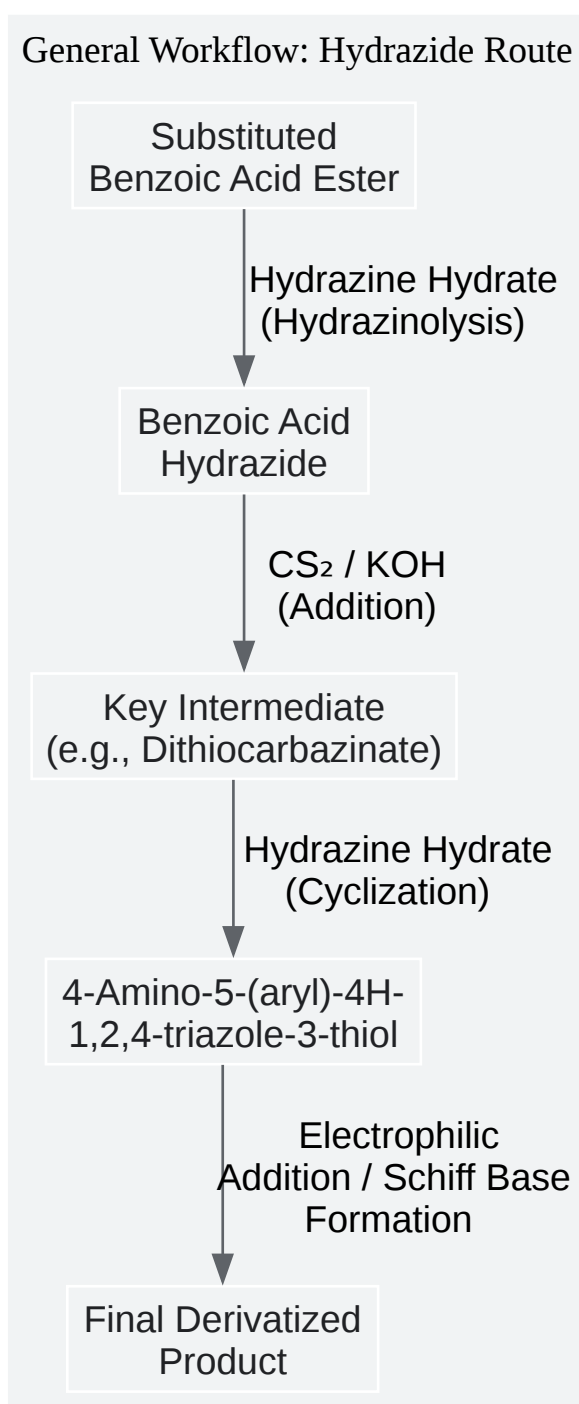 General Workflow: Hydrazide Route
Substituted
Benzoic Acid Ester
Hydrazine Hydrate
(Hydrazinolysis)
Benzoic Acid
Hydrazide
CS₂ / KOH
(Addition)
Key Intermediate
(e.g., Dithiocarbazinate)
Hydrazine Hydrate
(Cyclization)
4-Amino-5-(aryl)-4H-
1,2,4-triazole-3-thiol
Electrophilic
Addition / Schiff Base
Formation
Final Derivatized
Product